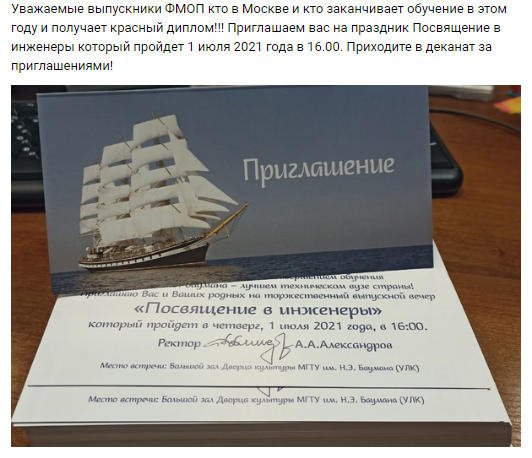 Уважаемые выпускники ФМОП кто в Москве и кто заканчивает обучение в этом
году и получает красный диплом!!! Приглашаем вас на праздник Посвящение в
инженеры который пройдет 1 июля 2021 года в 16.00. Приходите в деканат за
приглашениями!
Приглашение
обучения
Баумана – лучшем техническом вузе страны!
Приглашаю Вас и Ваших родных на торжественный выпускной вечер
«Посвящение в инженеры»
который пройдет в четверг, 1 июля 2021 года, в 16:00.
Ректор А.А.Александров
Место встречи: Большой зал Дворца культуры МГТУ им. Н.Э. Баумана (УЛК)
Место встречи: Большой зал Дворца культуры МГТУ им. Н.Э. Баумана (УЛК)